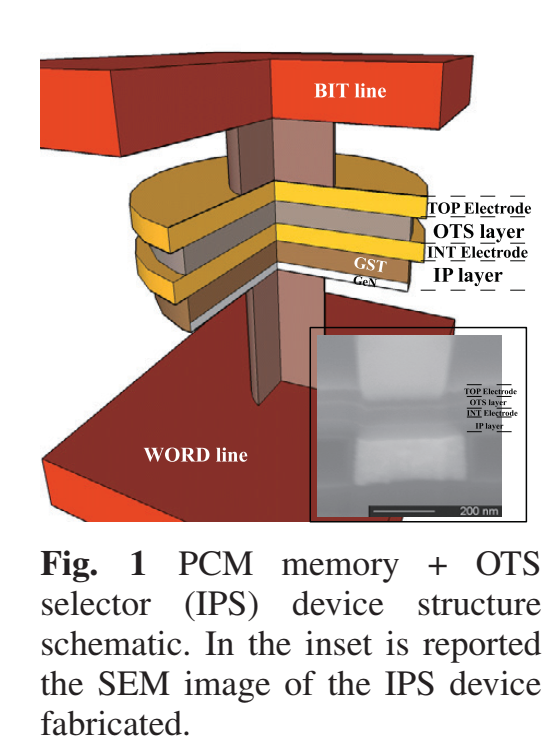 BIT line
TOP Electrode
OTS layer
INT Electrode
GST
IP layer
GeN
WORD line
TOP Electrode
OTS layer
INT Electrode
IP layer
200 nm
Fig. 1 PCM memory + OTS
selector (IPS) device structure
schematic. In the inset is reported
the SEM image of the IPS device
fabricated.